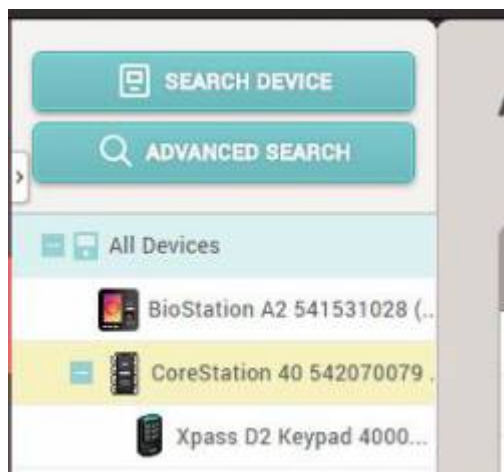 SEARCH DEVICE
ADVANCED SEARCH
All Devices
BioStation A2 541531028 (..
CoreStation 40 542070079 .
Xpass D2 Keypad 4000...